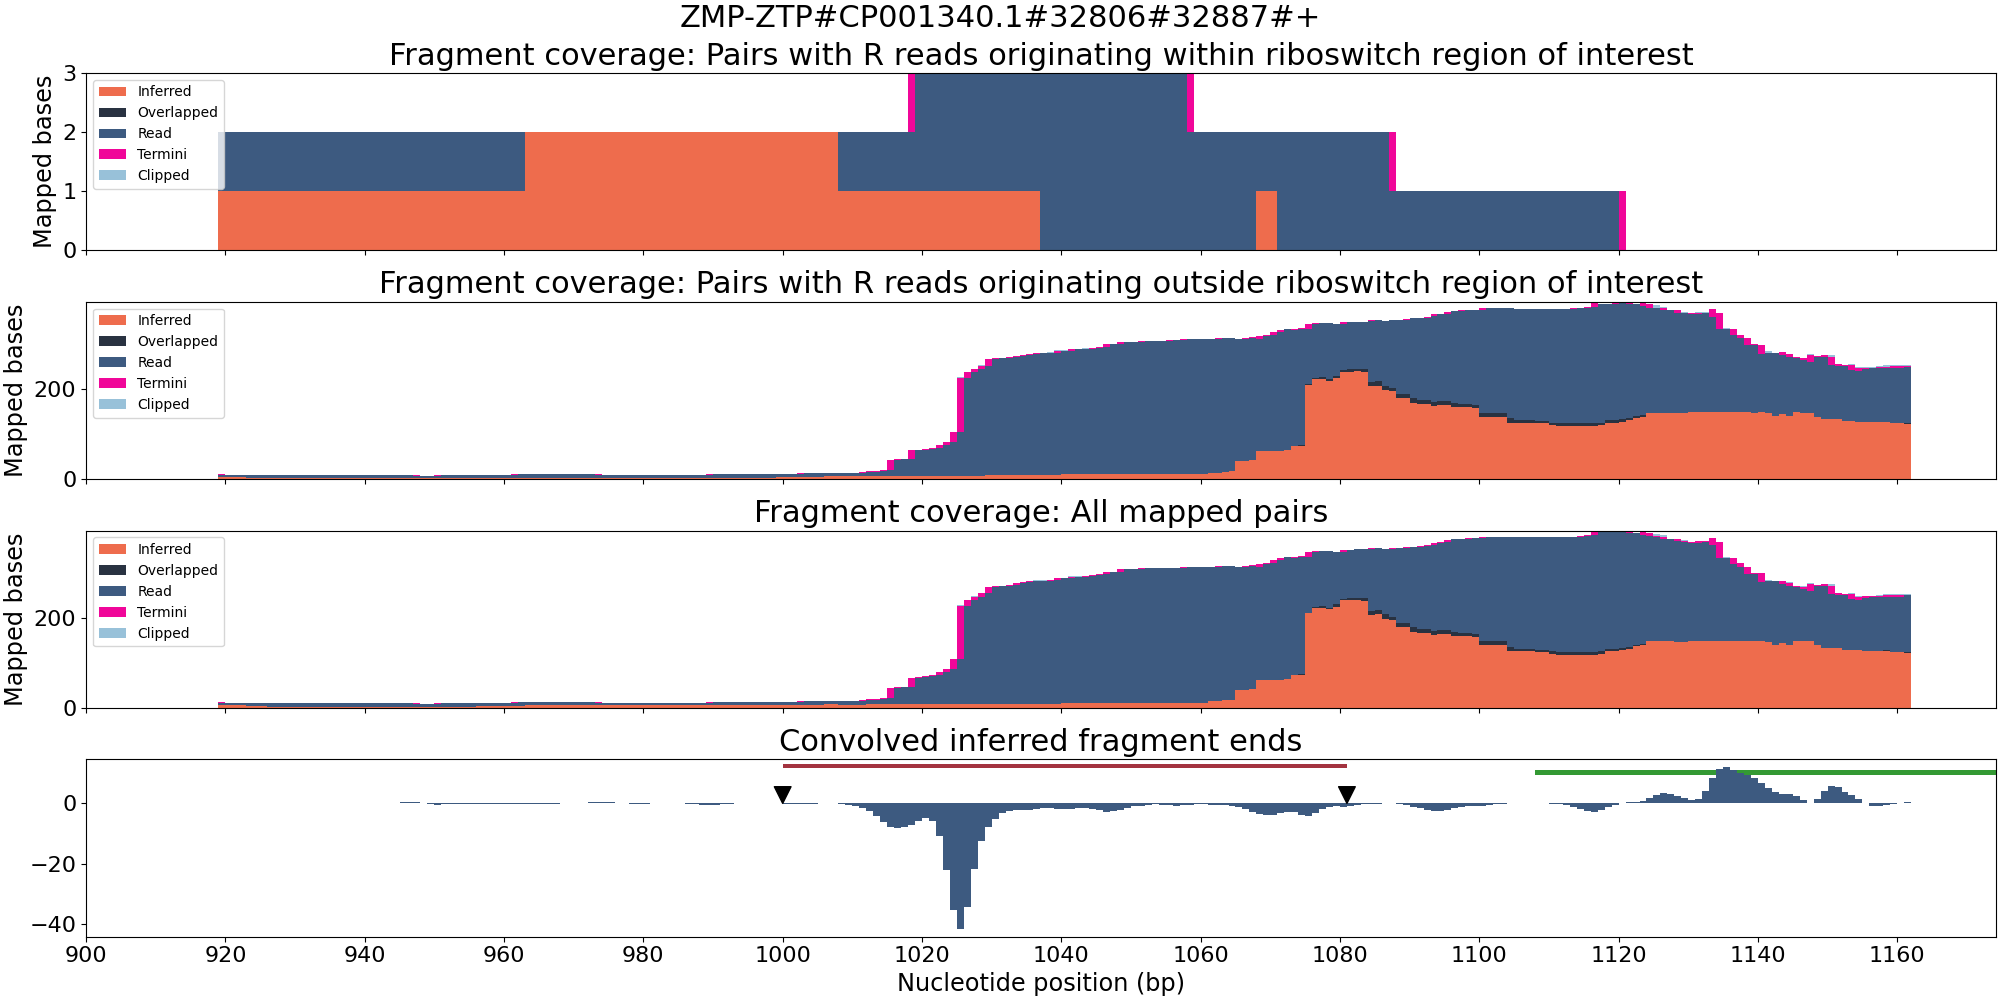 ZMP-ZTP#CP001340.1#32806#32887#+
Fragment coverage: Pairs with R reads originating within riboswitch region of interest
Mapped bases
3
2
1
0
Inferred
Overlapped
Read
Termini
Clipped
Fragment coverage: Pairs with R reads originating outside riboswitch region of interest
Mapped bases
200
0
Inferred
Overlapped
Read
Termini
Clipped
Fragment coverage: All mapped pairs
Mapped bases
200
0
Inferred
Overlapped
Read
Termini
Clipped
Convolved inferred fragment ends
0
−20
−40
900 920 940 960 980 1000 1020 1040 1060 1080 1100 1120 1140 1160
Nucleotide position (bp)